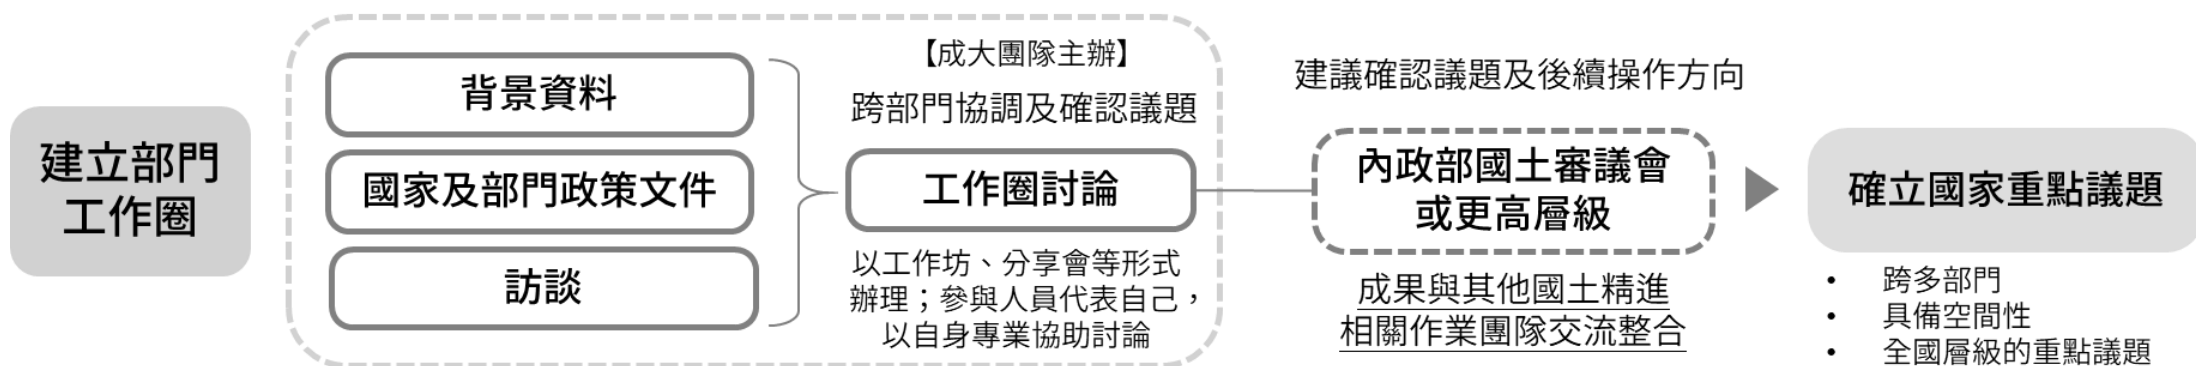 建立部門
工作圈
背景資料
國家及部門政策文件
訪談
【成大團隊主辦】
跨部門協調及確認議題
工作圈討論
以工作坊、分享會等形式
辦理；參與人員代表自己，
以自身專業協助討論
建議確認議題及後續操作方向
內政部國土審議會
或更高層級
成果與其他國土精進
相關作業團隊交流整合
確立國家重點議題
• 跨多部門
• 具備空間性
• 全國層級的重點議題